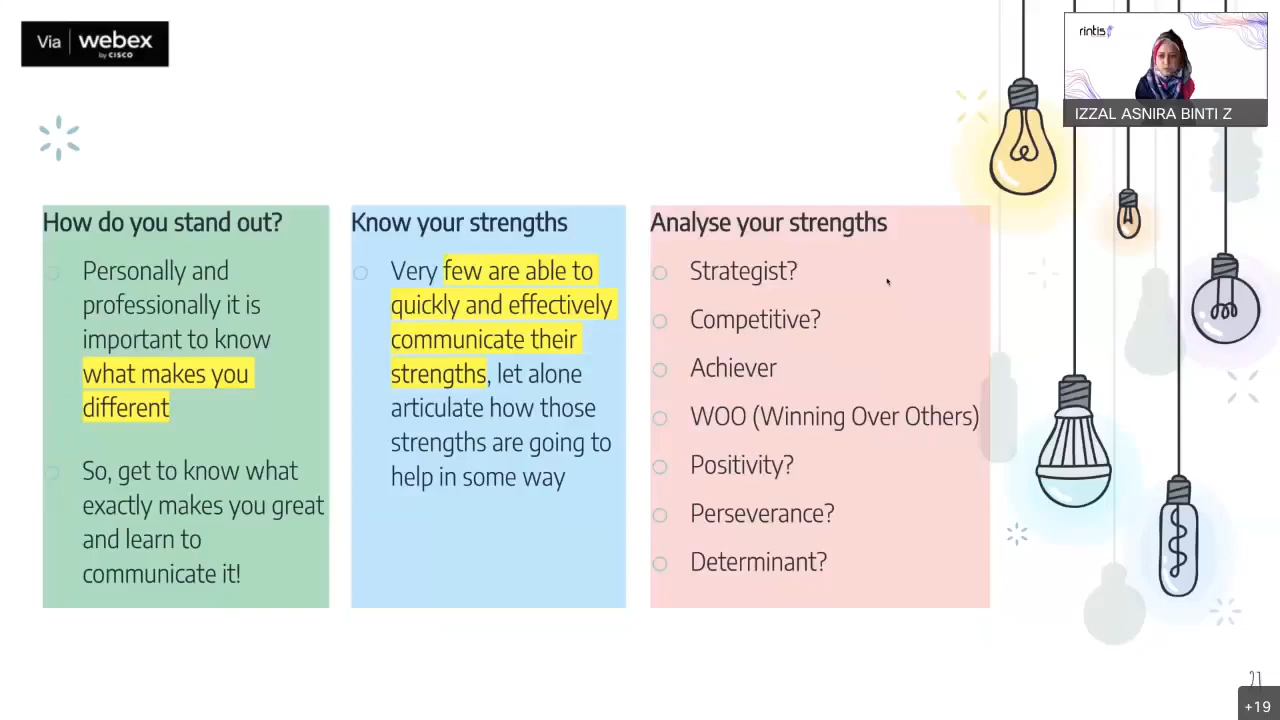 Via webex
by CISCO
rintis
IZZAL ASNIRA BINTI Z
How do you stand out?
Personally and
professionally it is
important to know
what makes you
different
So, get to know what
exactly makes you great
and learn to
communicate it!
Know your strengths
Very few are able to
quickly and effectively
communicate their
strengths, let alone
articulate how those
strengths are going to
help in some way
Analyse your strengths
Strategist?
Competitive?
Achiever
WOO (Winning Over Others)
Positivity?
Perseverance?
Determinant?
21
+19